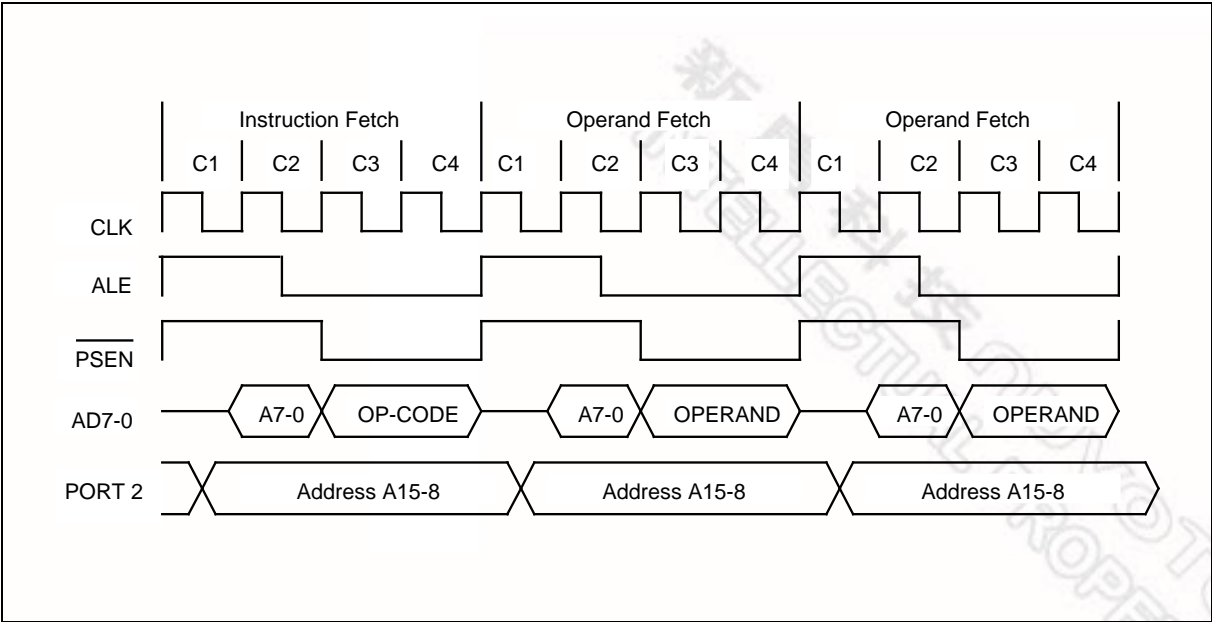 Instruction Fetch Operand Fetch Operand Fetch
C1 C2 C3 C4 C1 C2 C3 C4 C1 C2 C3 C4
CLK
ALE
PSEN
AD7-0 A7-0 OP-CODE A7-0 OPERAND A7-0 OPERAND
PORT 2 Address A15-8 Address A15-8 Address A15-8